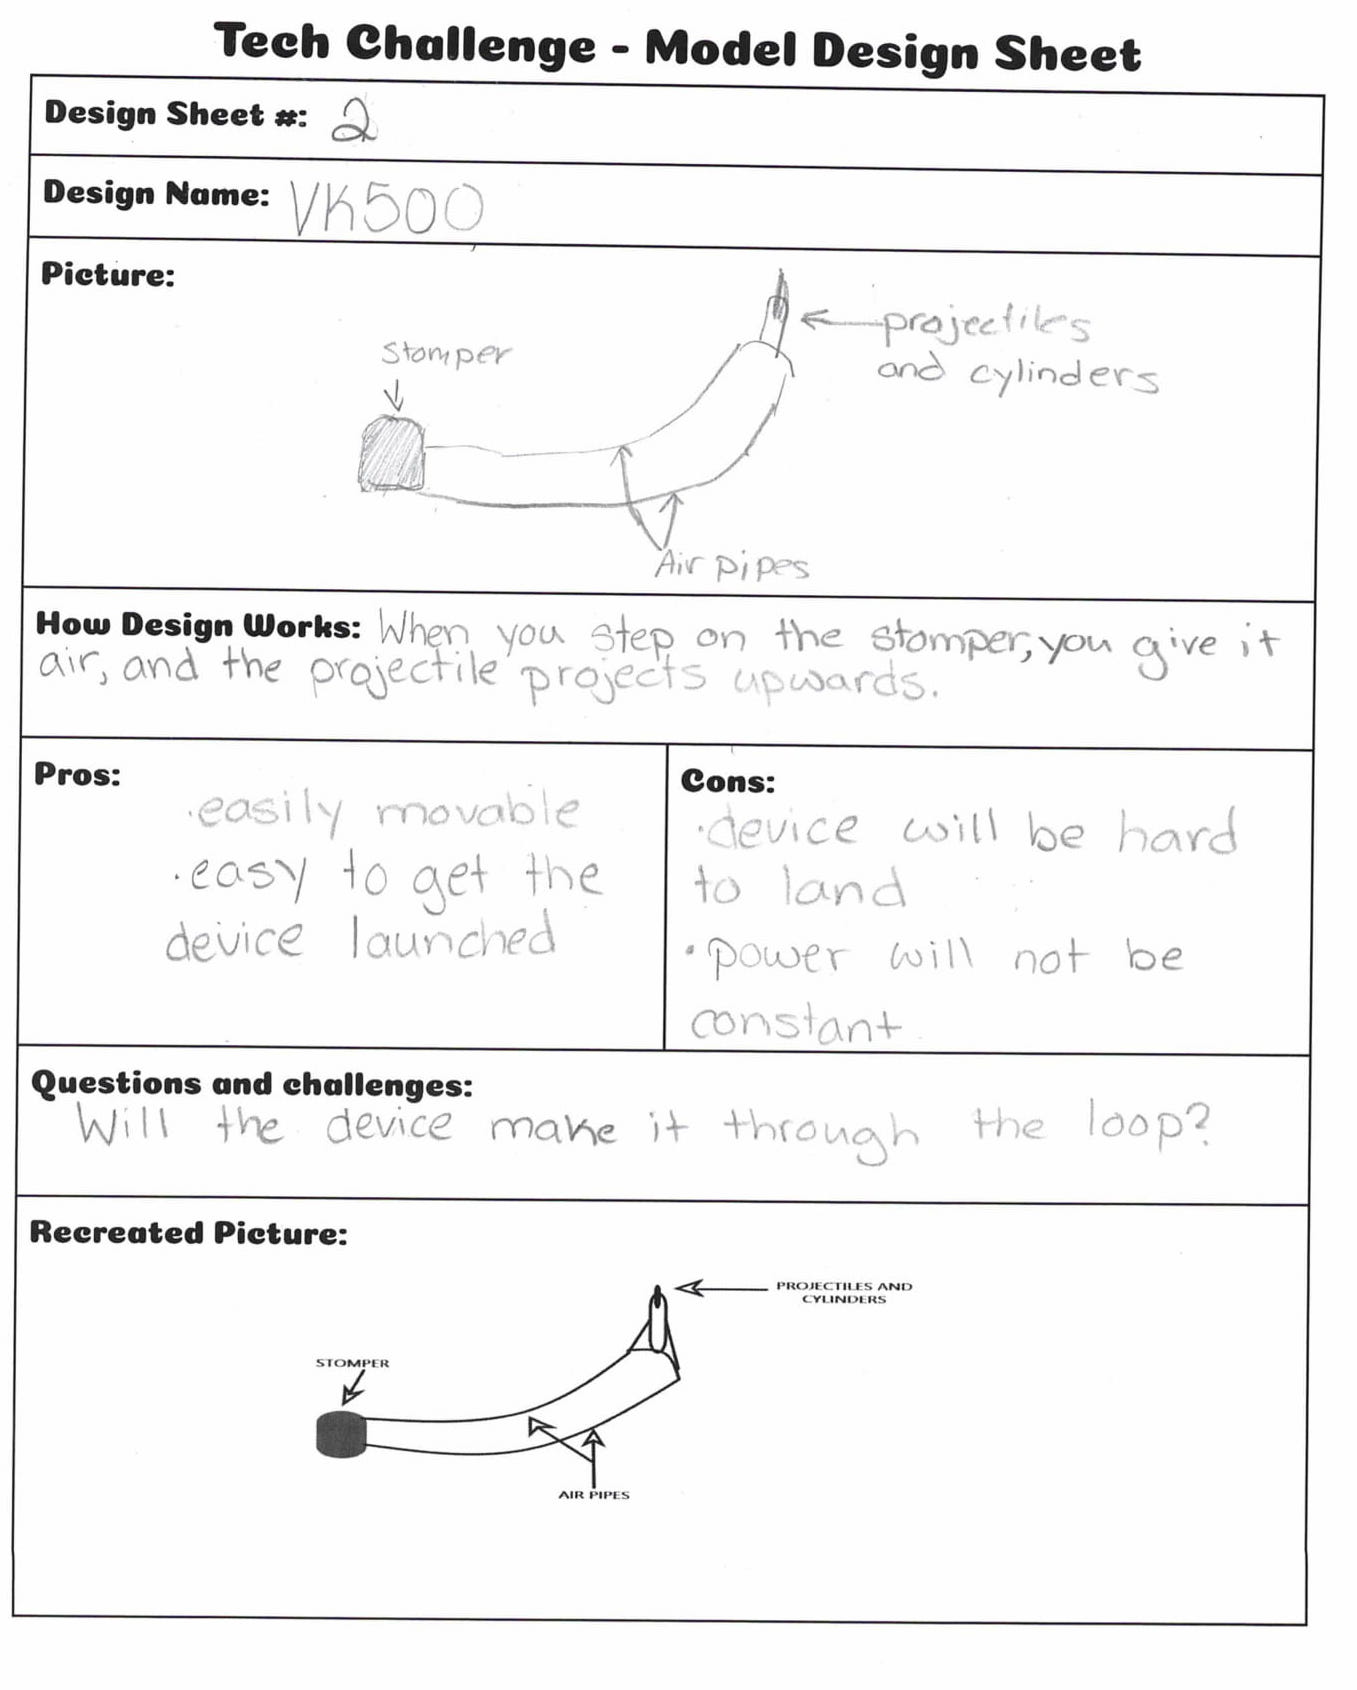 Tech Challenge - Model Design Sheet
Design Sheet #: 2
Design Name: VK500
Picture:
Stomper
projectiles
and cylinders
Air pipes
How Design Works: When you step on the stomper, you give it
air, and the projectile projects upwards.
Pros:
·easily movable
·easy to get the
device launched
Cons:
·device will be hard
to land
·power will not be
constant
Questions and challenges:
Will the device make it through the loop?
Recreated Picture:
PROJECTILES AND
CYLINDERS
STOMPER
AIR PIPES